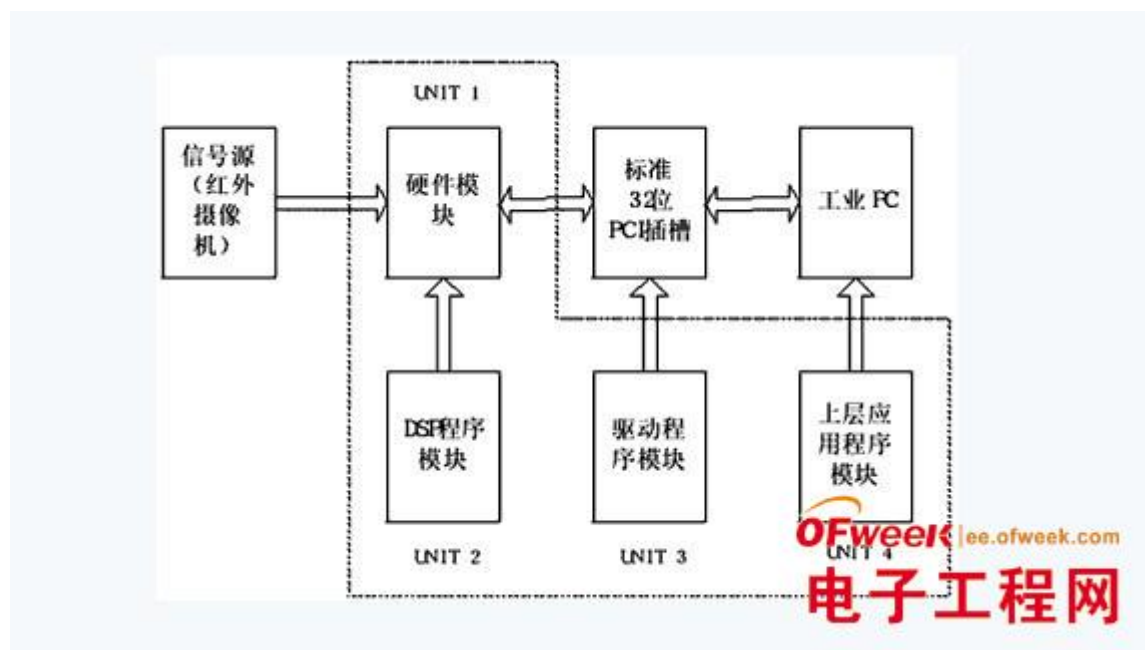 UNIT 1
信号源
（红外
摄像
机）
硬件模
块
标准
32位
PCI插槽
工业 PC
DSP程序
模块
驱动程
序模块
上层应
用程序
模块
UNIT 2
UNIT 3
UNIT 4
OFweeK ee.ofweek.com
电子工程网